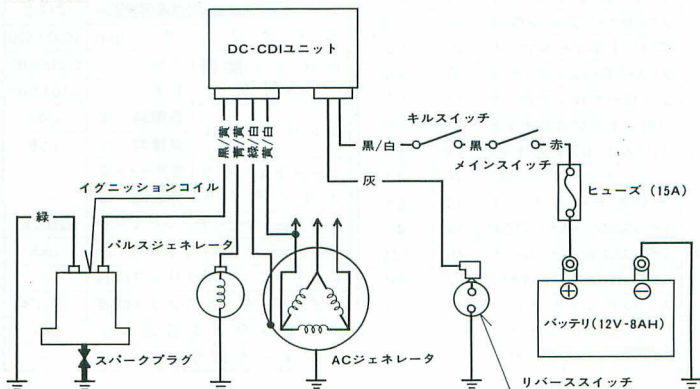 DC-CDIユニット
黒/黄
青/黄
緑/白
黄/白
キルスイッチ
黒/白
黒
赤
メインスイッチ
灰
ヒューズ (15A)
イグニッションコイル
緑
パルスジェネレータ
バッテリ(12V-8AH)
スパークプラグ
ACジェネレータ
リバーススイッチ